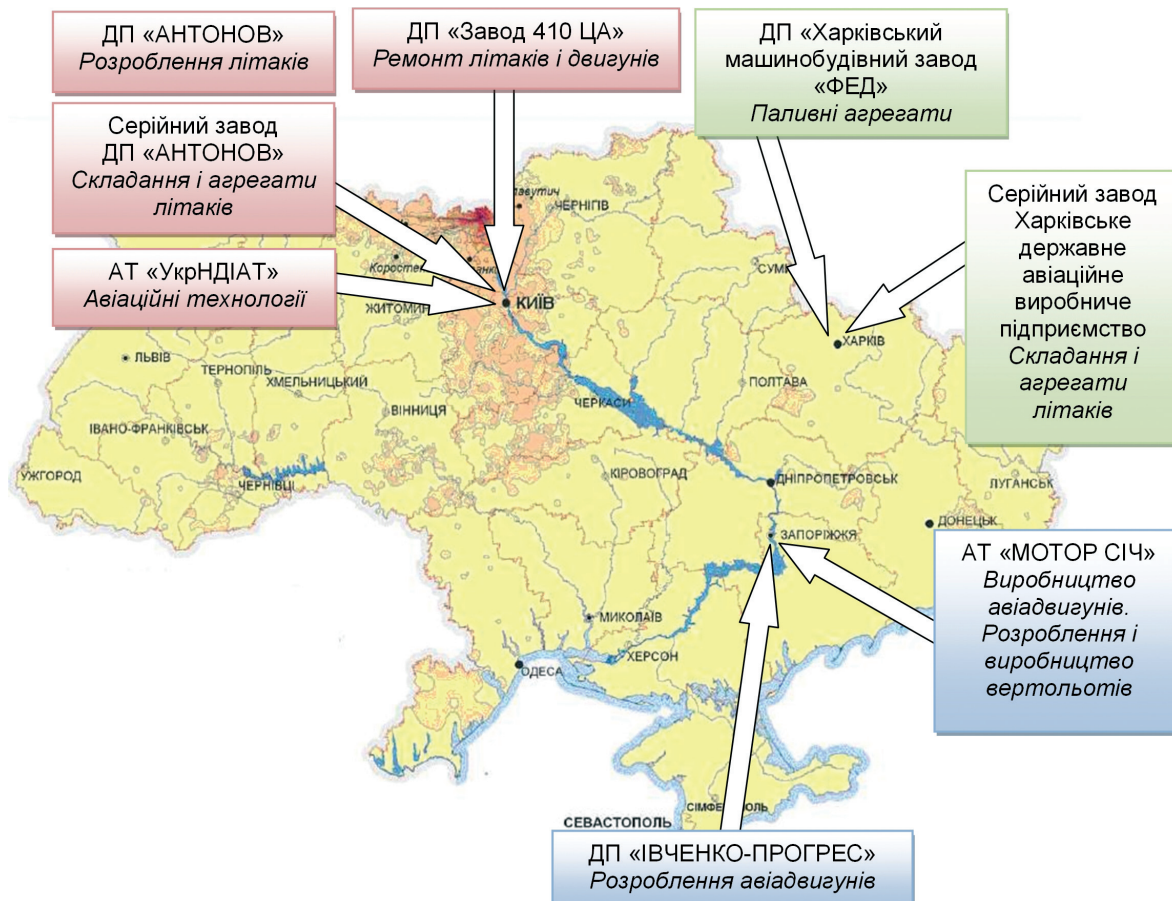 ДП «АНТОНОВ»
Розроблення літаків
ДП «Завод 410 ЦА»
Ремонт літаків і двигунів
ДП «Харківський
машинобудівний завод
«ФЕД»
Паливні агрегати
Серійний завод
ДП «АНТОНОВ»
Складання і агрегати
літаків
АТ «УкрНДІАТ»
Авіаційні технології
Серійний завод
Харківське
державне
авіаційне
виробниче
підприємство
Складання і
агрегати
літаків
ЧЕРНІГІВ
КИЇВ
ЖИТОМИР
ХАРКІВ
ЛЬВІВ
ТЕРНОПІЛЬ
ХМЕЛЬНИЦЬКИЙ
ПОЛТАВА
ЧЕРКАСИ
ВІННИЦЯ
ІВАНО-ФРАНКІВСЬК
УЖГОРОД
ЧЕРНІВЦІ
КІРОВОГРАД
ДНІПРОПЕТРОВСЬК
ЛУГАНСЬК
ДОНЕЦЬК
ЗАПОРІЖЖЯ
АТ «МОТОР СІЧ»
Виробництво
авіадвигунів.
Розроблення і
виробництво
вертольотів
МИКОЛАЇВ
ХЕРСОН
ОДЕСА
СЕВАСТОПОЛЬ
ДП «ІВЧЕНКО-ПРОГРЕС»
Розроблення авіадвигунів